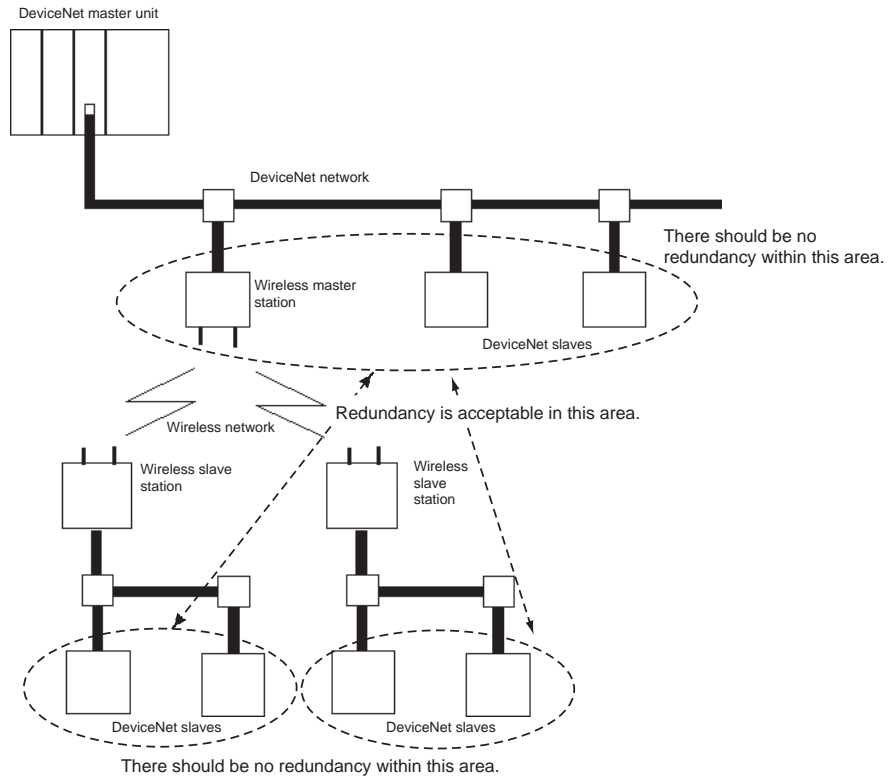 DeviceNet master unit
DeviceNet network
There should be no
redundancy within this area.
Wireless master
station
DeviceNet slaves
Redundancy is acceptable in this area.
Wireless network
Wireless slave
station
Wireless
slave
station
DeviceNet slaves
DeviceNet slaves
There should be no redundancy within this area.